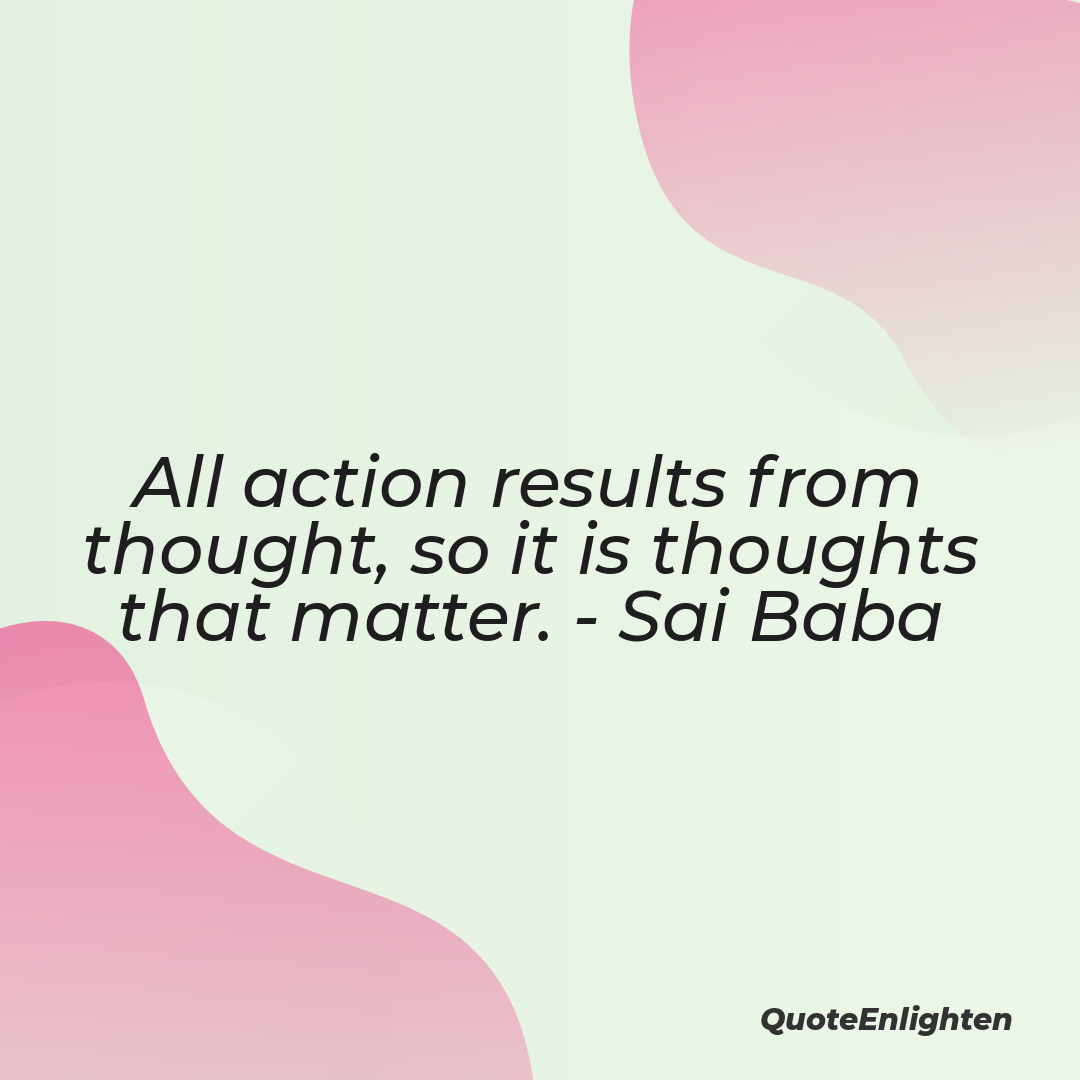 All action results from
thought, so it is thoughts
that matter. - Sai Baba
QuoteEnlighten